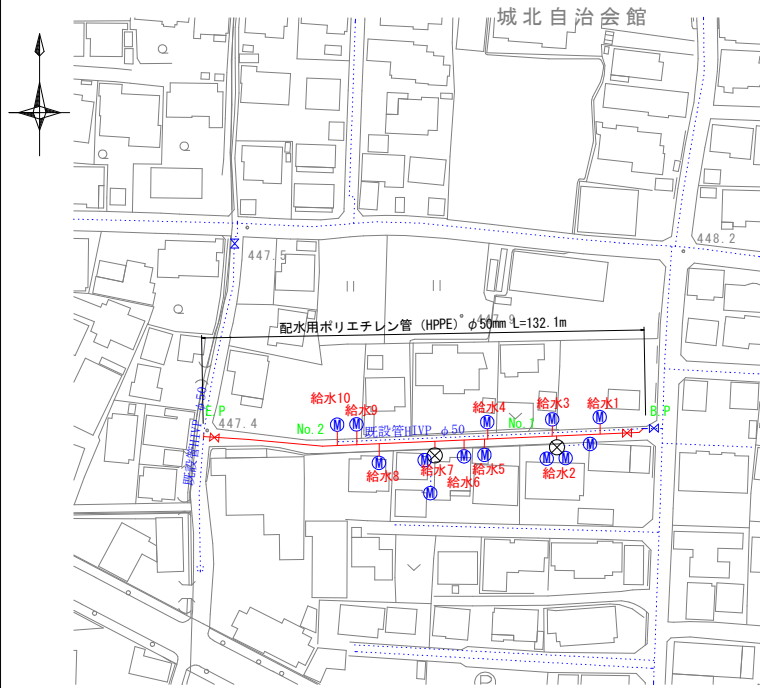 城北自治会館
448.2
447.5
447.9
配水用ポリエチレン管 (HPPE) φ50mm L=132.1m
既設管HIVP φ50
給水10
給水9
給水4
給水3
給水1
E P
B P
447.4
No.2
No.1
既設管HIVP φ50
M
M
M
M
M
M
M
M
M
M
M
M
M
給水8
給水7
給水6
給水5
給水2
P